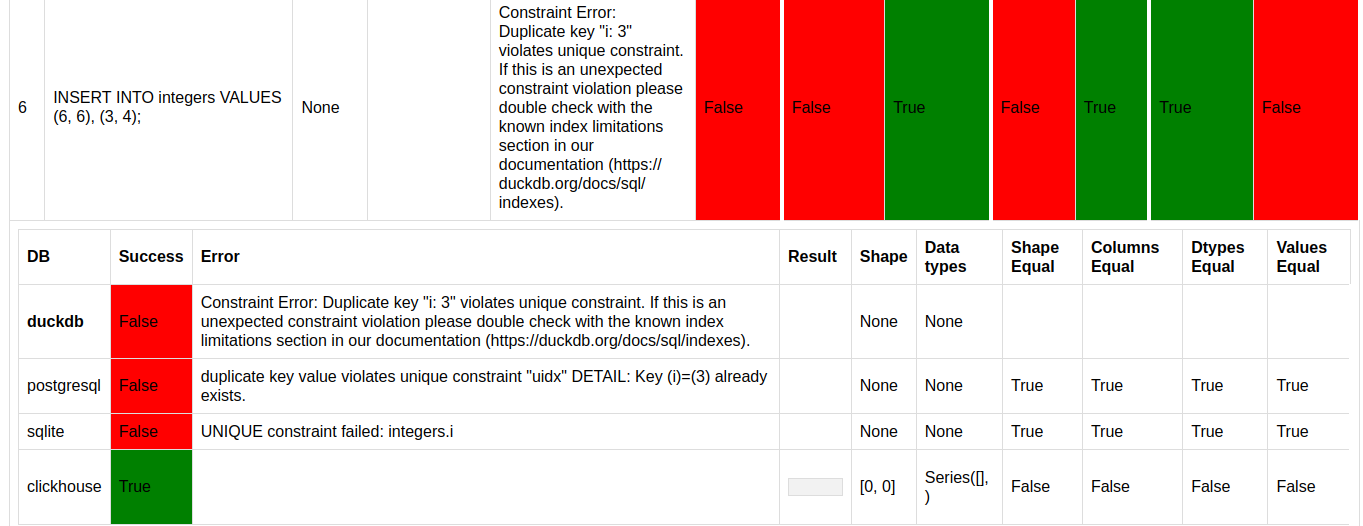 Constraint Error:
Duplicate key "i: 3"
violates unique constraint.
If this is an unexpected
constraint violation please
double check with the
known index limitations
section in our
documentation (https://
duckdb.org/docs/sql/
indexes).
6
INSERT INTO integers VALUES
(6, 6), (3, 4);
None
False
False
True
False
True
True
False
DB
Success
Error
Result
Shape
Data
types
Shape
Equal
Columns
Equal
Dtypes
Equal
Values
Equal
duckdb
False
Constraint Error: Duplicate key "i: 3" violates unique constraint. If this is an
unexpected constraint violation please double check with the known index
limitations section in our documentation (https://duckdb.org/docs/sql/indexes).
None
None
postgresql
False
duplicate key value violates unique constraint "uidx" DETAIL: Key (i)=(3) already
exists.
None
None
True
True
True
True
sqlite
False
UNIQUE constraint failed: integers.i
None
None
True
True
True
True
clickhouse
True
[0, 0]
Series([],
)
False
False
False
False